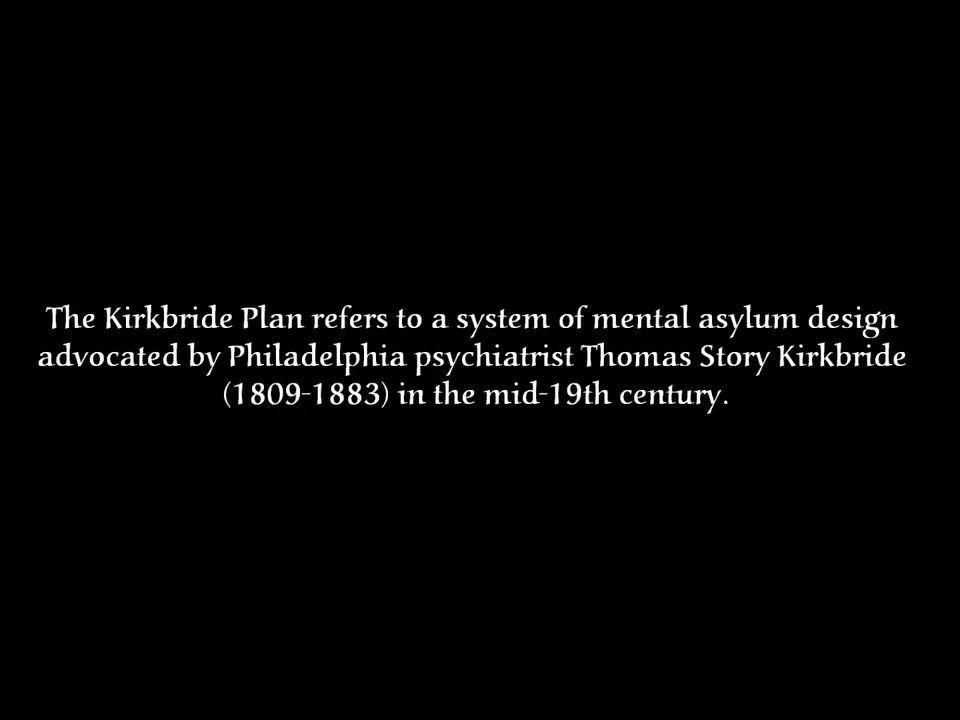 The Kirkbride Plan refers to a system of mental asylum design
advocated by Philadelphia psychiatrist Thomas Story Kirkbride
(1809-1883) in the mid-19th century.